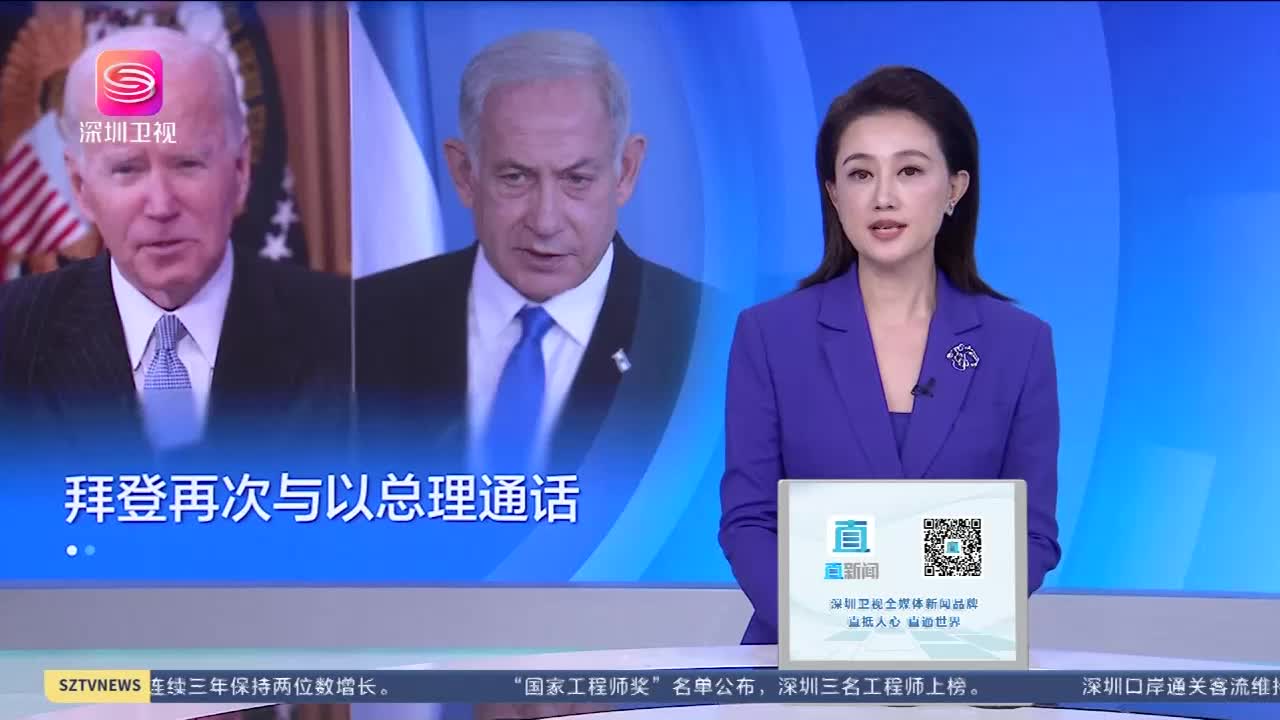 深圳卫视
拜登再次与以总理通话
直
直新闻
深圳卫视全媒体新闻品牌
直抵人心 直通世界
SZTVNEWS
连续三年保持两位数增长。 “国家工程师奖”名单公布，深圳三名工程师上榜。 深圳口岸通关客流维持